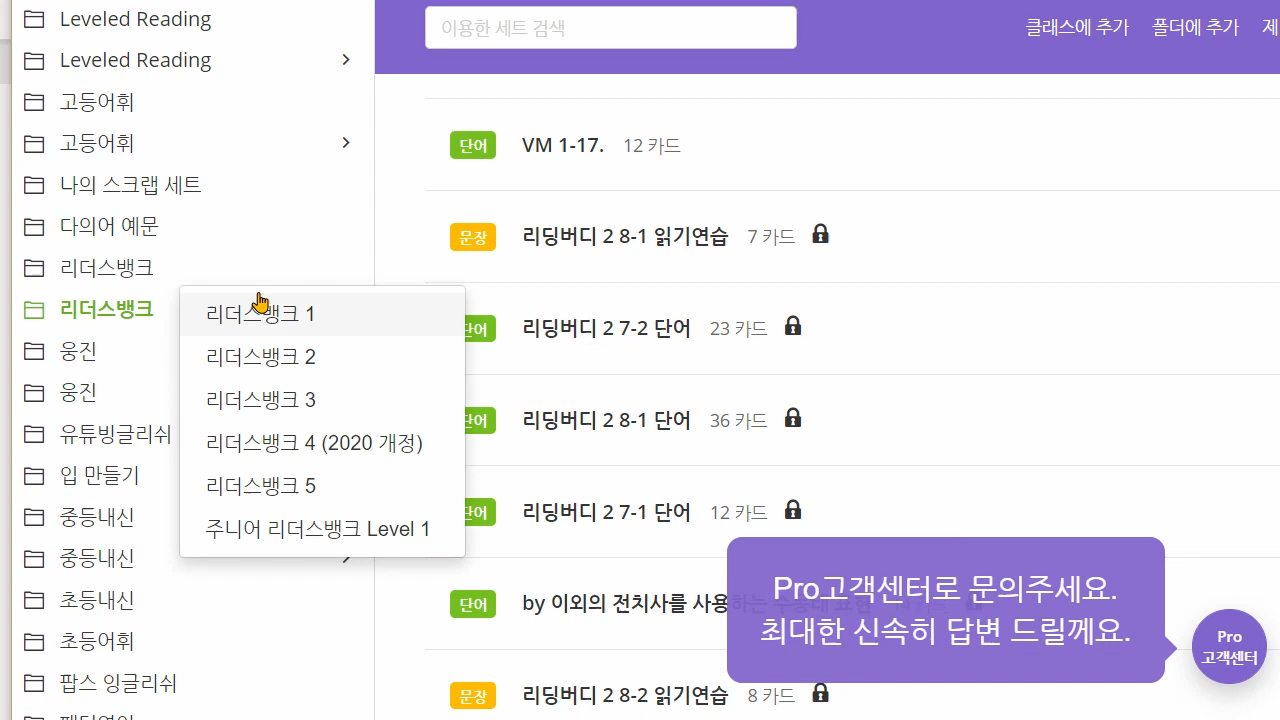 Leveled Reading
Leveled Reading
고등어휘
고등어휘
나의 스크랩 세트
다의어 예문
리더스뱅크
리더스뱅크
웅진
웅진
유튜빙글리쉬
입 만들기
중등내신
중등내신
초등내신
초등어휘
팝스 잉글리쉬
리더스뱅크 1
리더스뱅크 2
리더스뱅크 3
리더스뱅크 4 (2020 개정)
리더스뱅크 5
주니어 리더스뱅크 Level 1
이용한 세트 검색
클래스에 추가 폴더에 추가 제
단어 VM 1-17. 12 카드
문장 리딩버디 2 8-1 읽기연습 7 카드
단어 리딩버디 2 7-2 단어 23 카드
단어 리딩버디 2 8-1 단어 36 카드
단어 리딩버디 2 7-1 단어 12 카드
단어 by 이외의 전치사를 사용하는 수동태 표현
문장 리딩버디 2 8-2 읽기연습 8 카드
Pro고객센터로 문의주세요.
최대한 신속히 답변 드릴께요.
Pro
고객센터